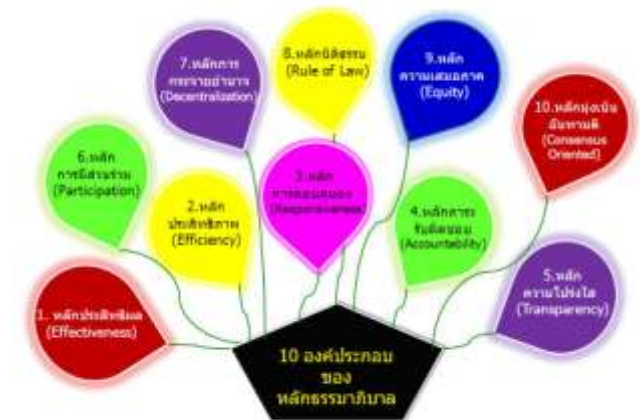 1. หลักประสิทธิผล
(Effectiveness)
2.หลัก
ประสิทธิภาพ
(Efficiency)
3.หลัก
การตอบสนอง
(Responsiveness)
4.หลักภาระ
รับผิดชอบ
(Accountability)
5.หลัก
ความโปร่งใส
(Transparency)
6.หลัก
การมีส่วนร่วม
(Participation)
7.หลักการ
กระจายอำนาจ
(Decentralization)
8.หลักนิติธรรม
(Rule of Law)
9.หลัก
ความเสมอภาค
(Equity)
10.หลักมุ่งเน้น
ฉันทามติ
(Consensus
Oriented)
10 องค์ประกอบ
ของ
หลักธรรมาภิบาล